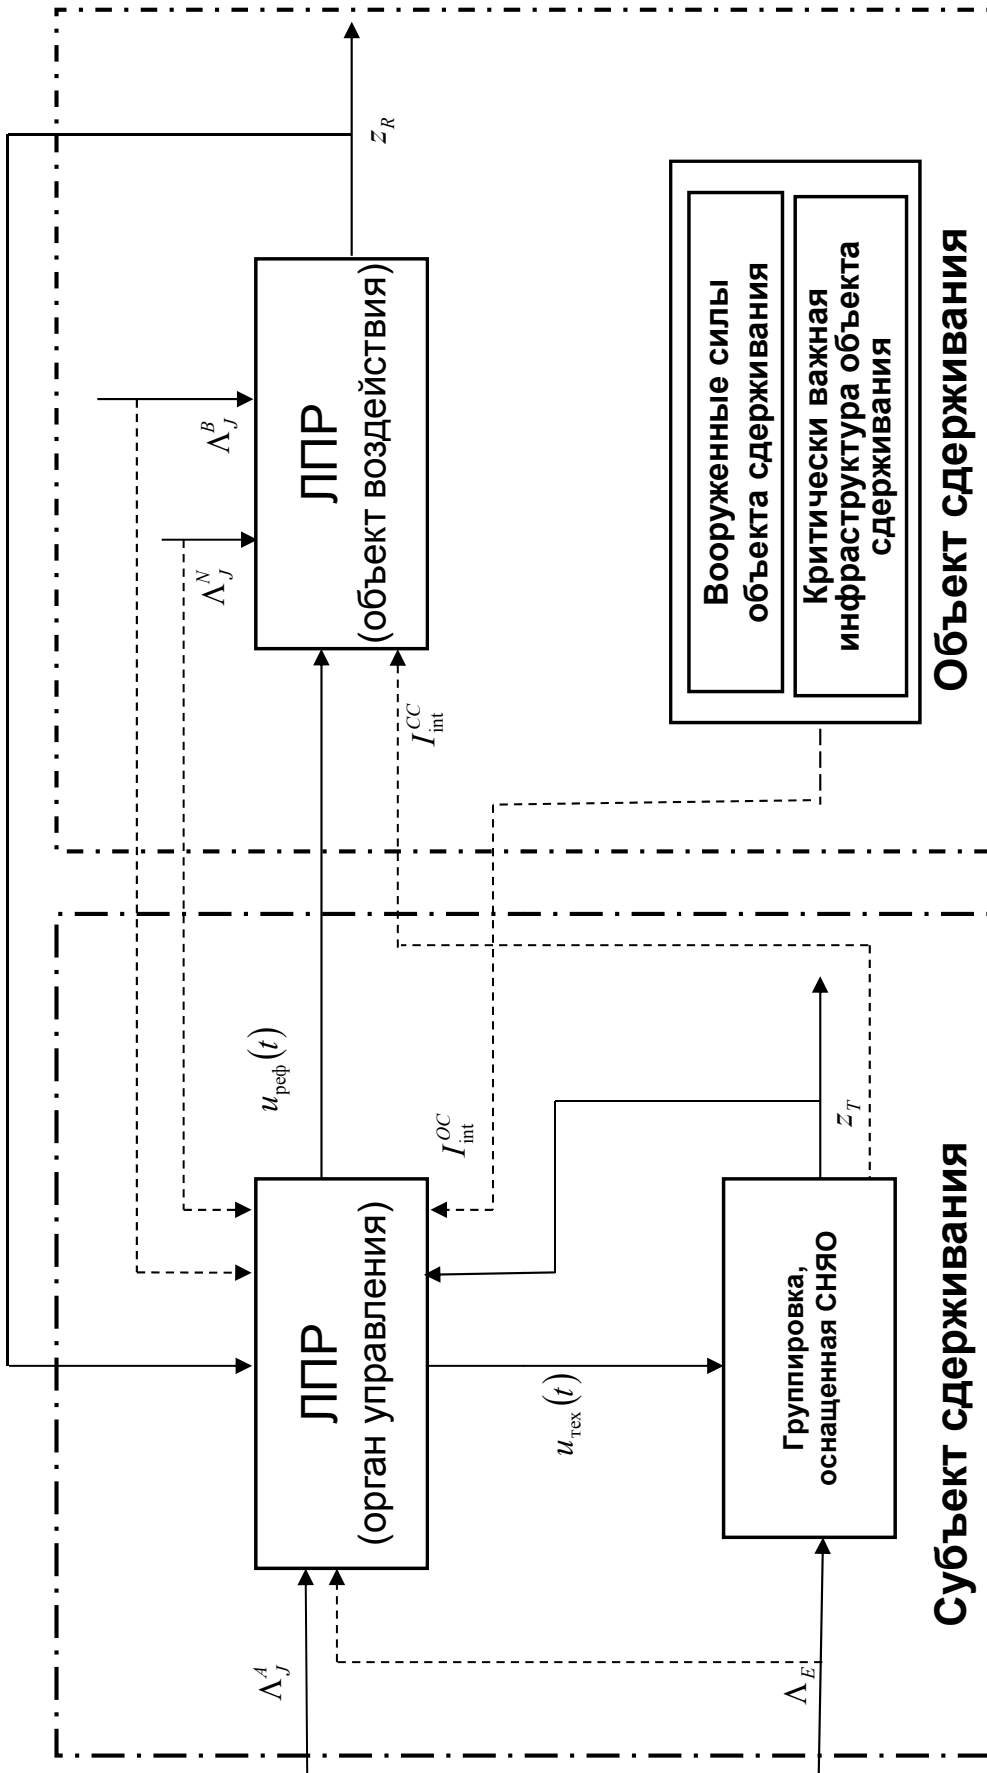 Λ_J^A
Λ_E
ЛПР
(орган управления)
u_тех(t)
Группировка,
оснащенная СНЯО
u_реф(t)
I_int^OC
z_T
Субъект сдерживания
Λ_J^N
Λ_J^B
ЛПР
(объект воздействия)
z_R
I_int^CC
Вооруженные силы
объекта сдерживания
Критически важная
инфраструктура объекта
сдерживания
Объект сдерживания